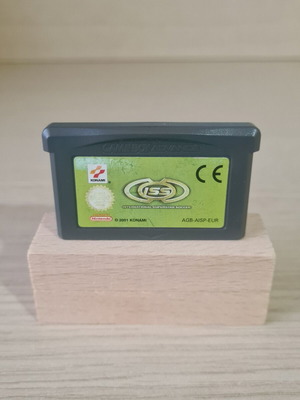 GAME BOY ADVANCE
KONAMI
CE
ISS
INTERNATIONAL SUPERSTAR SOCCER
Nintendo
© 2001 KONAMI
AGB-AISP-EUR